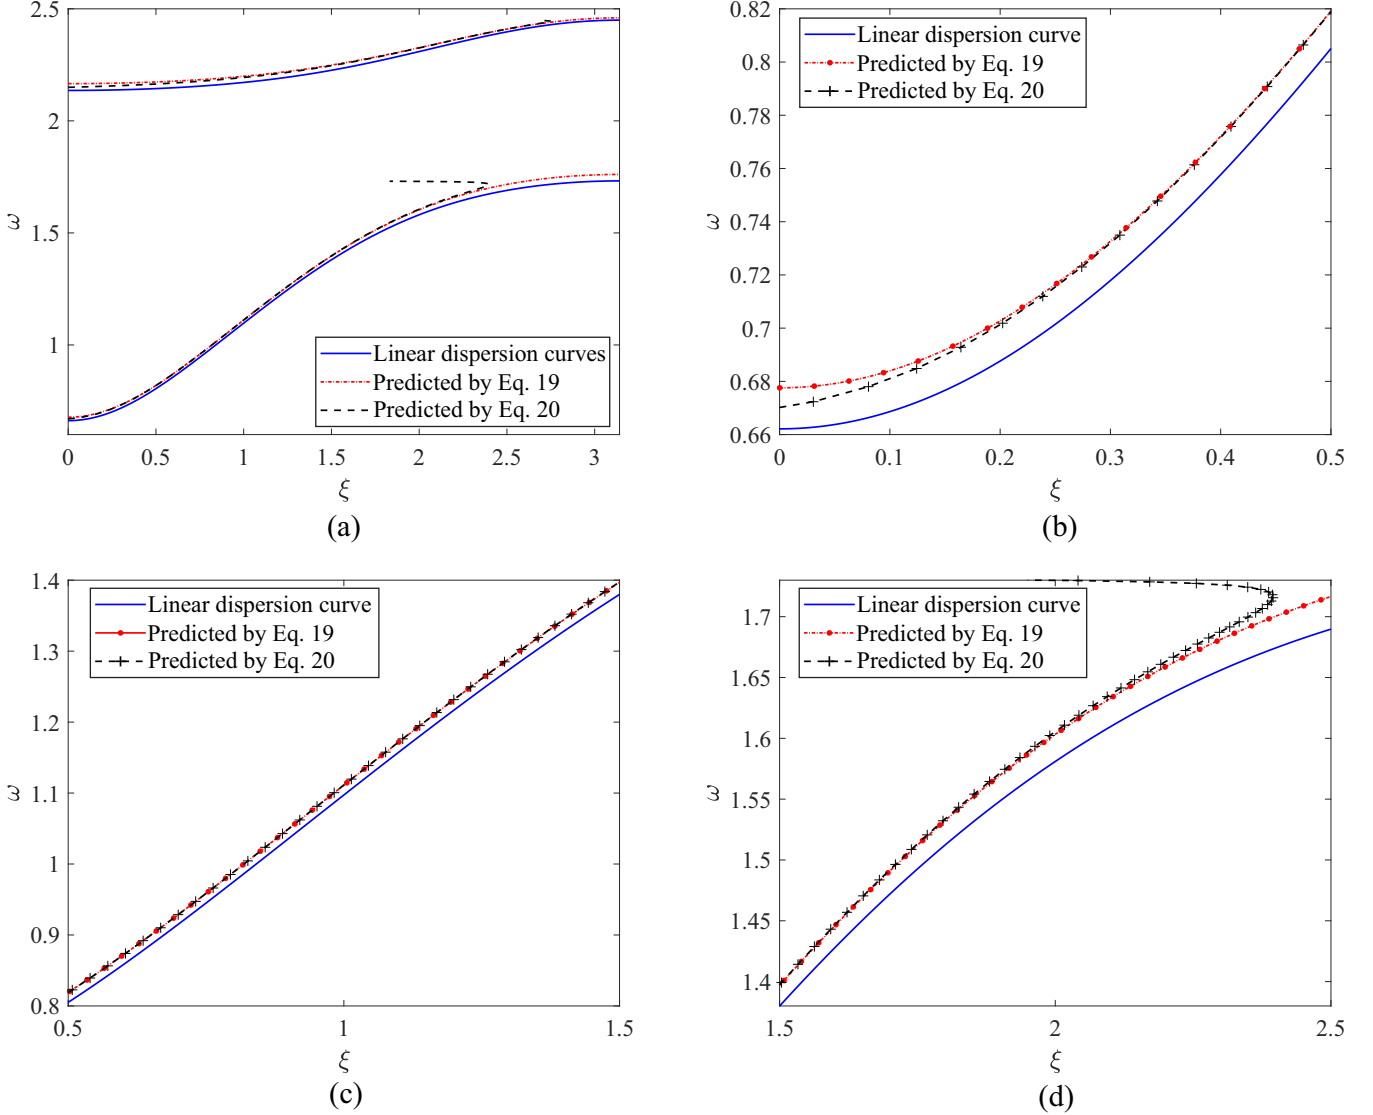 2.5
2
1.5
1
ω
0
0.5
1
1.5
2
2.5
3
ξ
Linear dispersion curves
Predicted by Eq. 19
Predicted by Eq. 20
(a)
0.82
0.8
0.78
0.76
0.74
0.72
0.7
0.68
0.66
ω
0
0.1
0.2
0.3
0.4
0.5
ξ
Linear dispersion curve
Predicted by Eq. 19
Predicted by Eq. 20
(b)
1.4
1.3
1.2
1.1
1
0.9
0.8
ω
0.5
1
1.5
ξ
Linear dispersion curve
Predicted by Eq. 19
Predicted by Eq. 20
(c)
1.7
1.65
1.6
1.55
1.5
1.45
1.4
ω
1.5
2
2.5
ξ
Linear dispersion curve
Predicted by Eq. 19
Predicted by Eq. 20
(d)